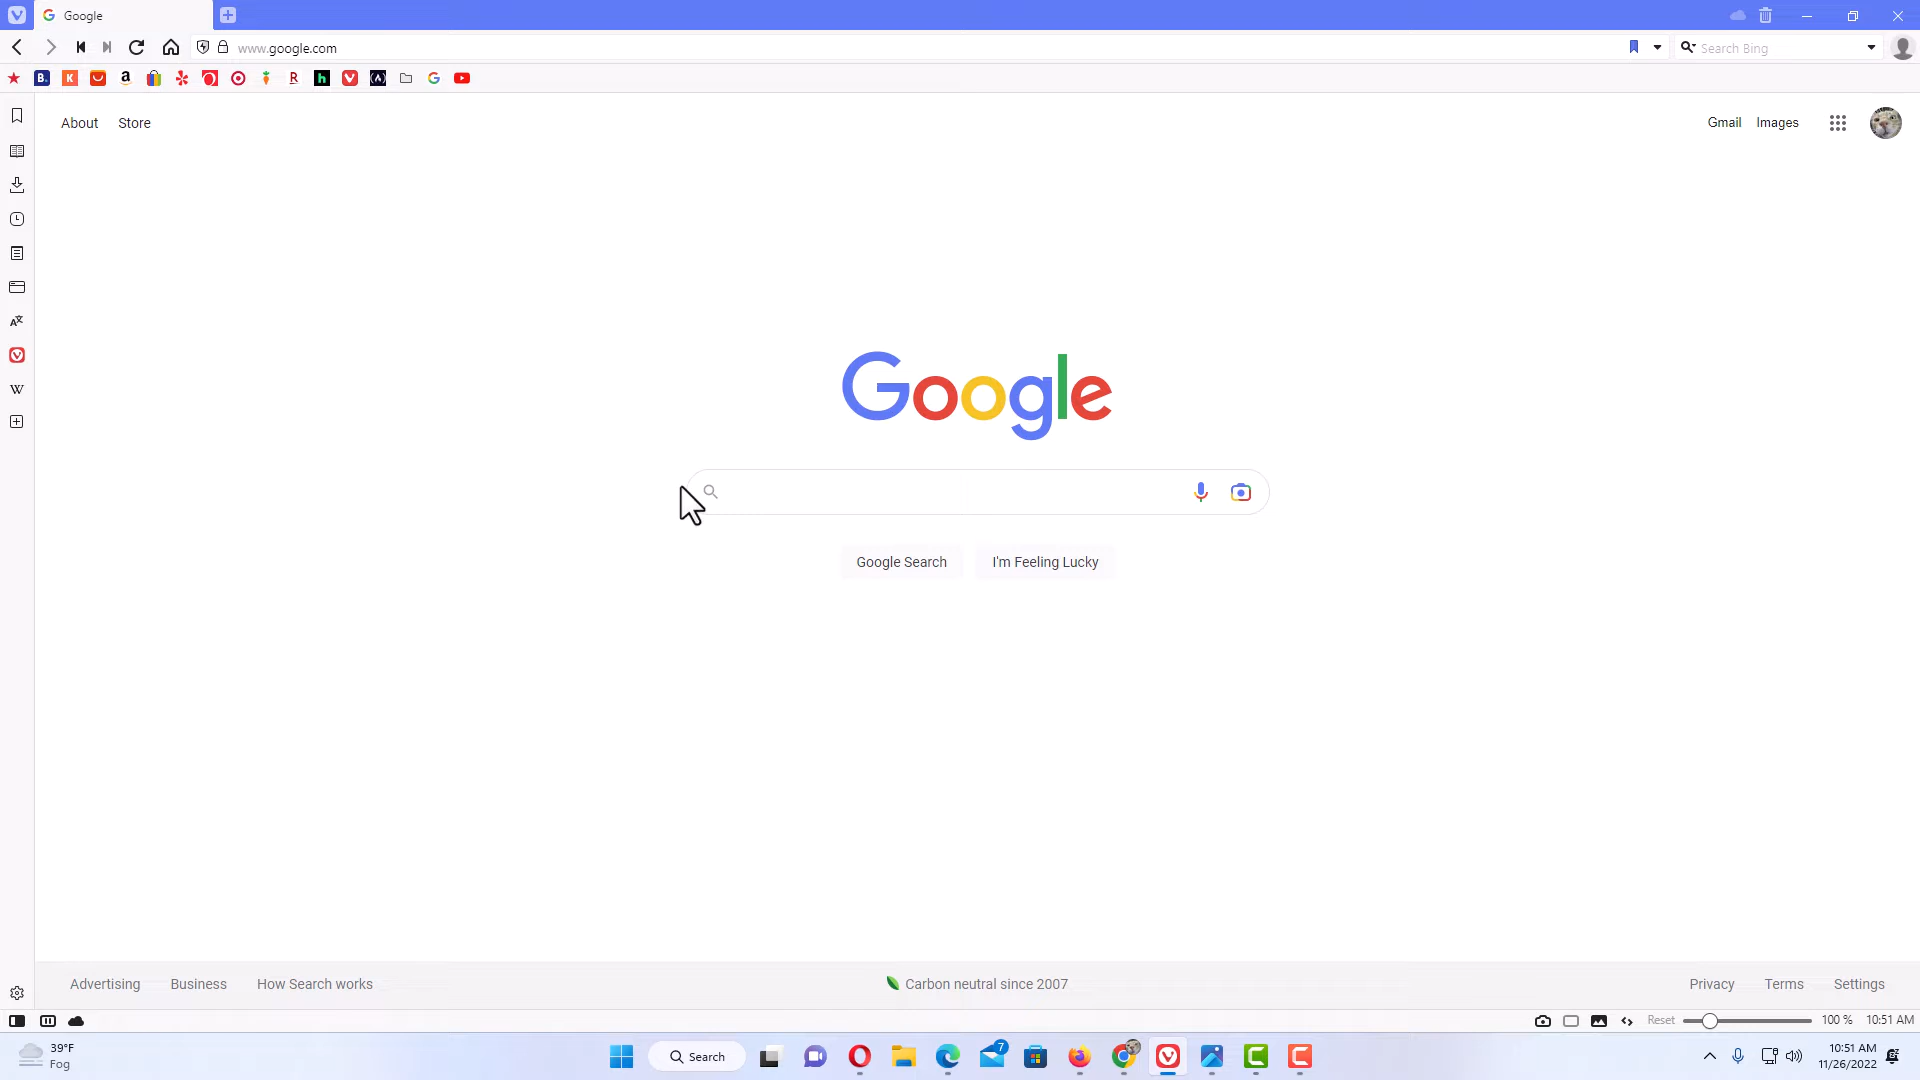 Google
www.google.com
Search Bing
About Store
Gmail Images
Google
Google Search I'm Feeling Lucky
Advertising Business How Search works
Carbon neutral since 2007
Privacy Terms Settings
Reset 100 % 10:51 AM
39°F
Fog
Search
7
10:51 AM
11/26/2022